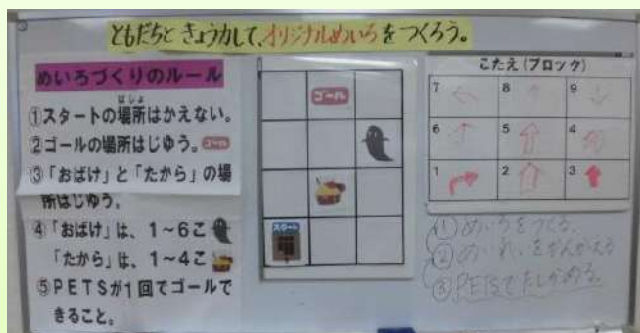 ともだちと きょう力して、オリジナルめいろ をつくろう。
めいろづくりのルール
①スタートの場所はかえない。
ばしょ
②ゴールの場所はじゆう。ゴール
③「おばけ」と「たから」の場
所はじゆう。
④「おばけ」は、1~6こ
「たから」は、1~4こ
⑤PETSが1回でゴールで
きること。
ゴール
スタート
こたえ(ブロック)
7 8 9
6 5 4
1 2 3
①めいろをつくる
②めいれいをかんがえる
③PETSでたしかめる。